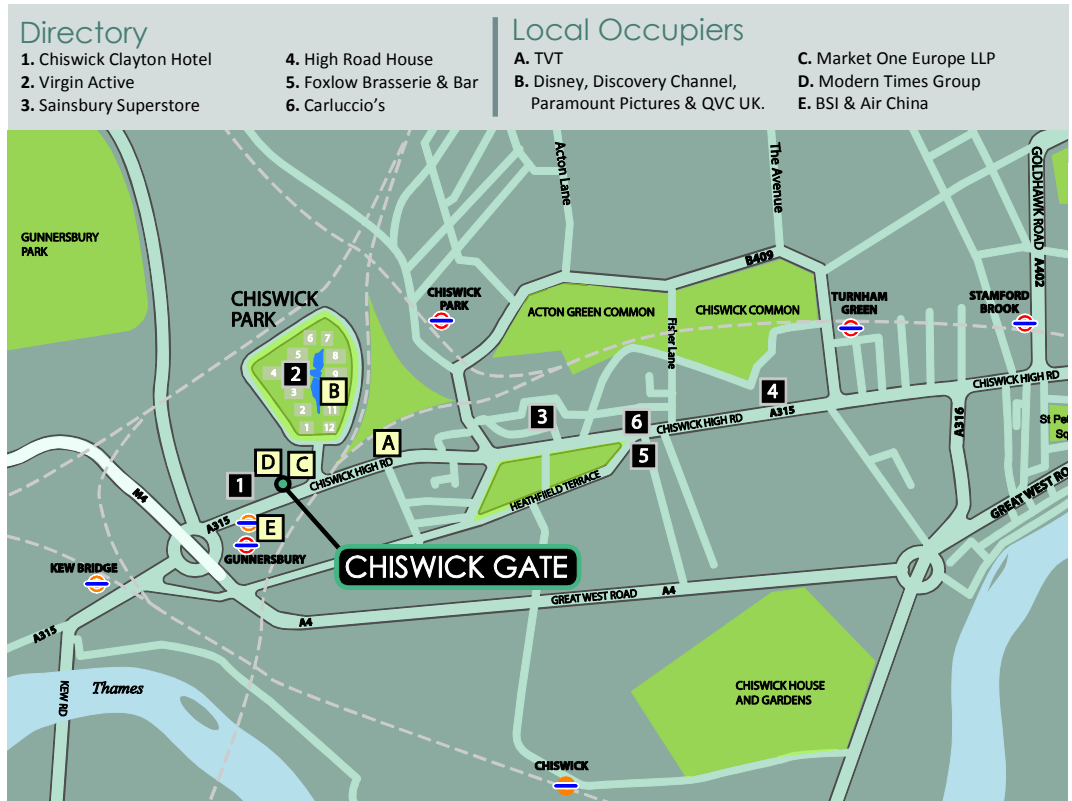 Directory
1. Chiswick Clayton Hotel
2. Virgin Active
3. Sainsbury Superstore
4. High Road House
5. Foxlow Brasserie & Bar
6. Carluccio's
Local Occupiers
A. TVT
B. Disney, Discovery Channel,
Paramount Pictures & QVC UK.
C. Market One Europe LLP
D. Modern Times Group
E. BSI & Air China
Acton Lane
The Avenue
GOLDHAWK ROAD A402
GUNNERSBURY
PARK
B409
CHISWICK
PARK
CHISWICK
PARK
ACTON GREEN COMMON
CHISWICK COMMON
TURNHAM
GREEN
STAMFORD
BROOK
Fisher Lane
6
7
5
8
4
2
9
3
B
2
11
1
12
CHISWICK HIGH RD
4
A315
3
6
CHISWICK HIGH RD
A316
St Pet
Sq
A
5
D
C
CHISWICK HIGH RD
1
HEATHFIELD TERRACE
GREAT WEST RO
M4
A315
E
GUNNERSBURY
CHISWICK GATE
KEW BRIDGE
GREAT WEST ROAD
A4
A4
A315
KEW RD
Thames
CHISWICK HOUSE
AND GARDENS
CHISWICK